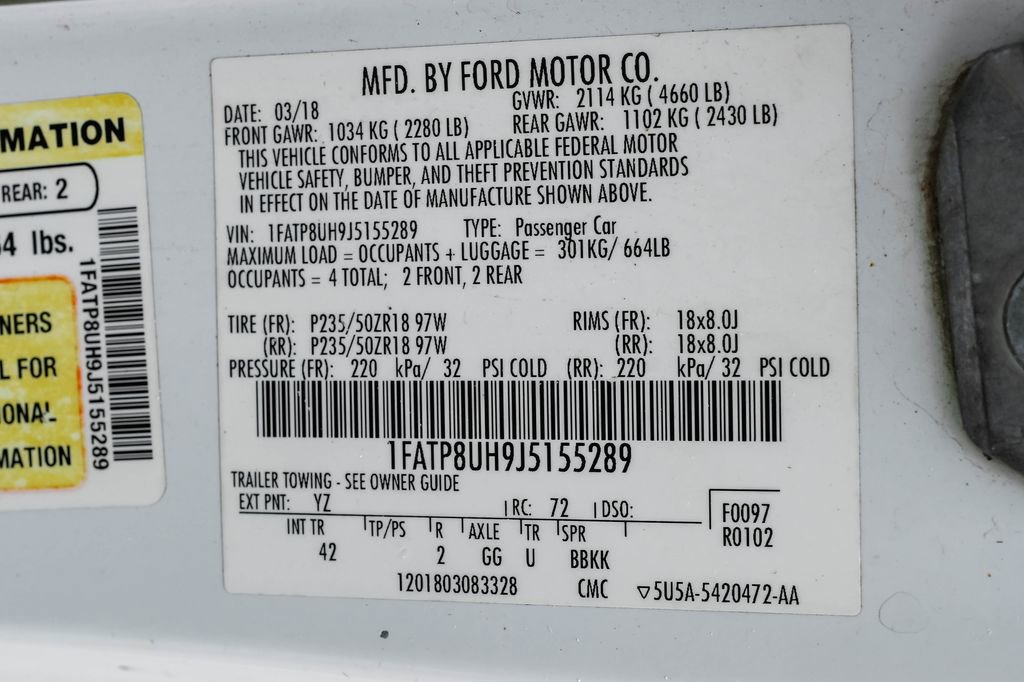 MATION
REAR: 2
4 lbs.
NERS
L FOR
IONAL
MATION
1FATP8UH9J5155289
MFD. BY FORD MOTOR CO.
DATE: 03/18 GVWR: 2114 KG ( 4660 LB)
FRONT GAWR: 1034 KG ( 2280 LB) REAR GAWR: 1102 KG ( 2430 LB)
THIS VEHICLE CONFORMS TO ALL APPLICABLE FEDERAL MOTOR
VEHICLE SAFETY, BUMPER, AND THEFT PREVENTION STANDARDS
IN EFFECT ON THE DATE OF MANUFACTURE SHOWN ABOVE.
VIN: 1FATP8UH9J5155289 TYPE: Passenger Car
MAXIMUM LOAD = OCCUPANTS + LUGGAGE = 301KG/ 664LB
OCCUPANTS = 4 TOTAL; 2 FRONT, 2 REAR
TIRE (FR): P235/50ZR18 97W RIMS (FR): 18x8.0J
(RR): P235/50ZR18 97W (RR): 18x8.0J
PRESSURE (FR): 220 kPa/ 32 PSI COLD (RR): 220 kPa/ 32 PSI COLD
1FATP8UH9J5155289
TRAILER TOWING - SEE OWNER GUIDE
EXT PNT: YZ RC: 72 DSO: F0097
INT TR TP/PS R AXLE TR SPR R0102
42 2 GG U BBKK
1201803083328 CMC ▽5U5A-5420472-AA